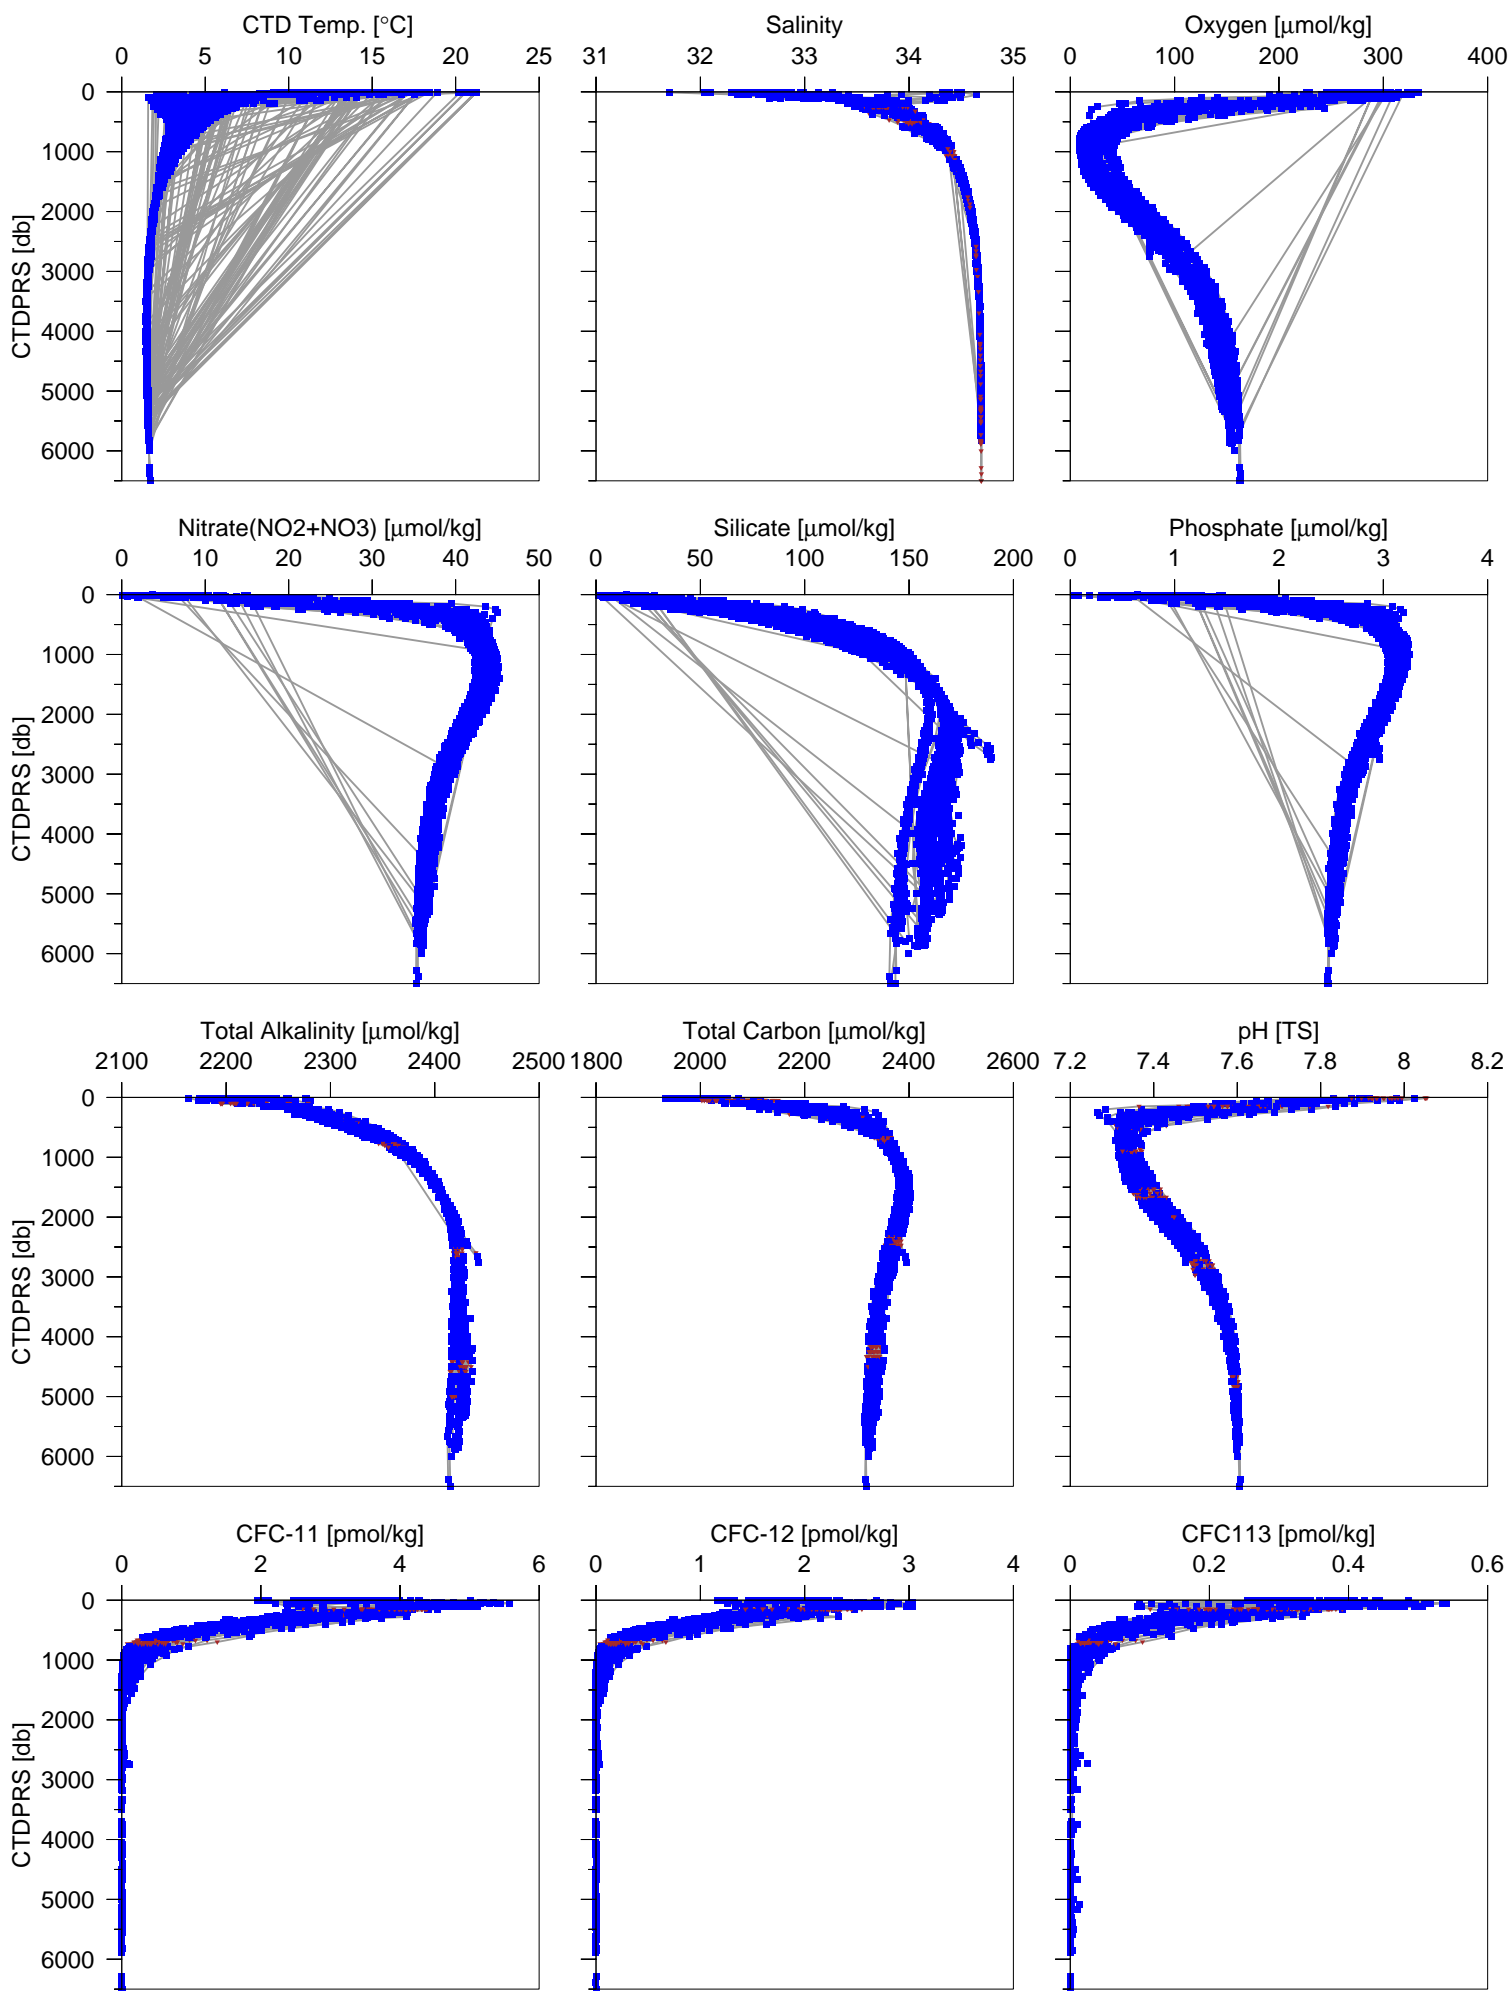 CTD Temp. [°C] Salinity Oxygen [μmol/kg]
0 5 10 15 20 25 31 32 33 34 35 0 100 200 300 400
0
1000
2000
3000
4000
5000
6000
CTDPRS [db]
Nitrate(NO2+NO3) [μmol/kg] Silicate [μmol/kg] Phosphate [μmol/kg]
0 10 20 30 40 50 0 50 100 150 200 0 1 2 3 4
0
1000
2000
3000
4000
5000
6000
CTDPRS [db]
Total Alkalinity [μmol/kg] Total Carbon [μmol/kg] pH [TS]
2100 2200 2300 2400 2500 1800 2000 2200 2400 2600 7.2 7.4 7.6 7.8 8 8.2
0
1000
2000
3000
4000
5000
6000
CTDPRS [db]
CFC-11 [pmol/kg] CFC-12 [pmol/kg] CFC113 [pmol/kg]
0 2 4 6 0 1 2 3 4 0 0.2 0.4 0.6
0
1000
2000
3000
4000
5000
6000
CTDPRS [db]